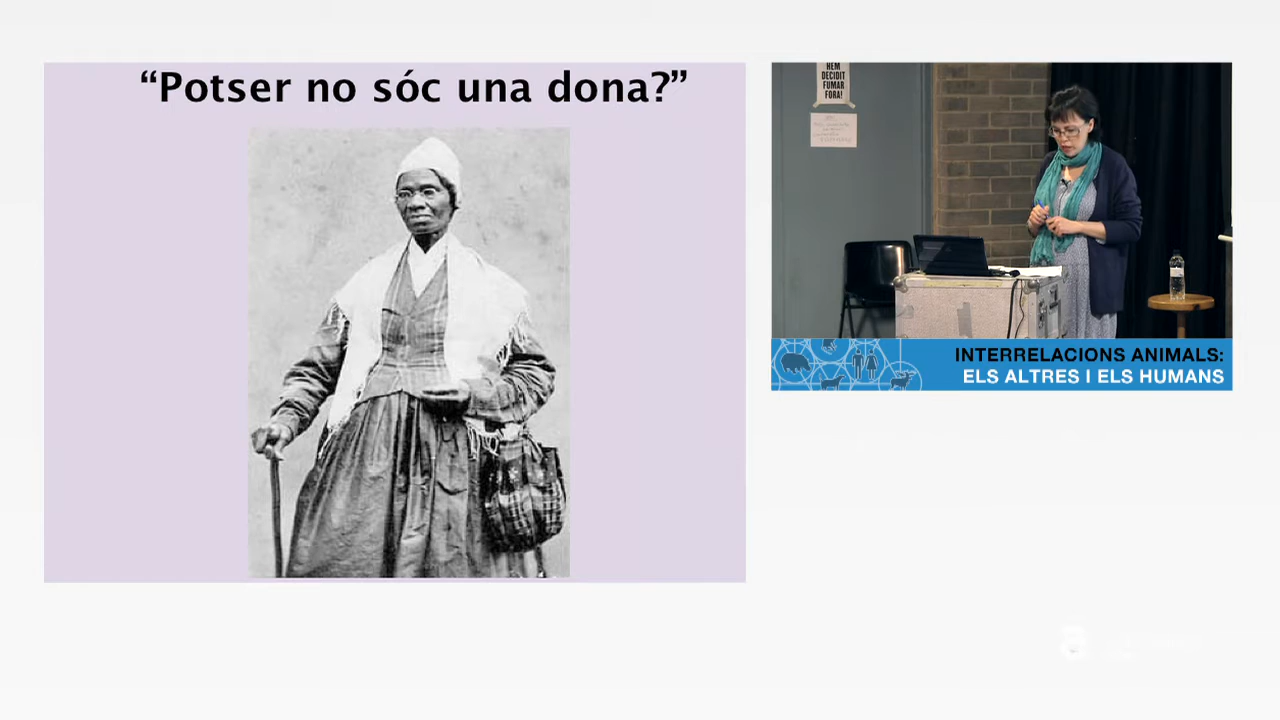 “Potser no sóc una dona?”
HEM
DECIDIT
FUMAR
FORA!
INTERRELACIONS ANIMALS:
ELS ALTRES I ELS HUMANS